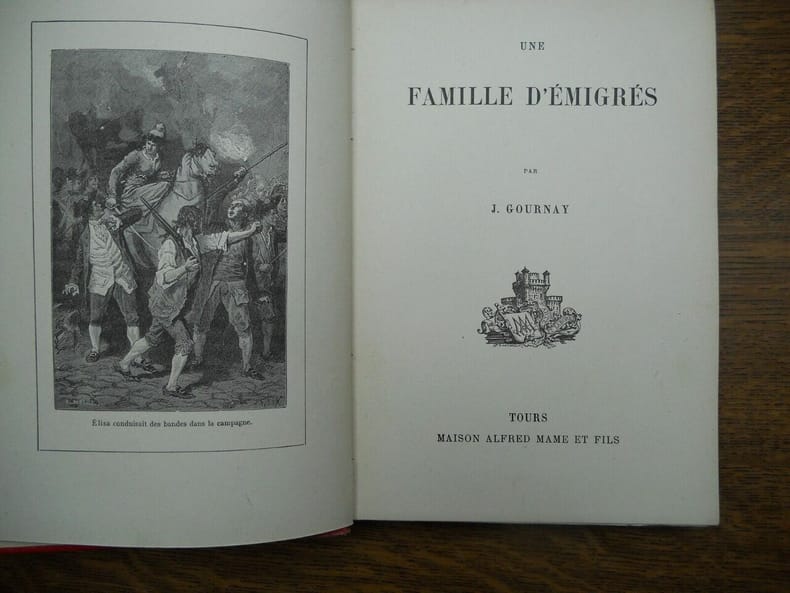 Élisa conduisait des bandes dans la campagne.
UNE
FAMILLE D'ÉMIGRÉS
PAR
J. GOURNAY
TOURS
MAISON ALFRED MAME ET FILS